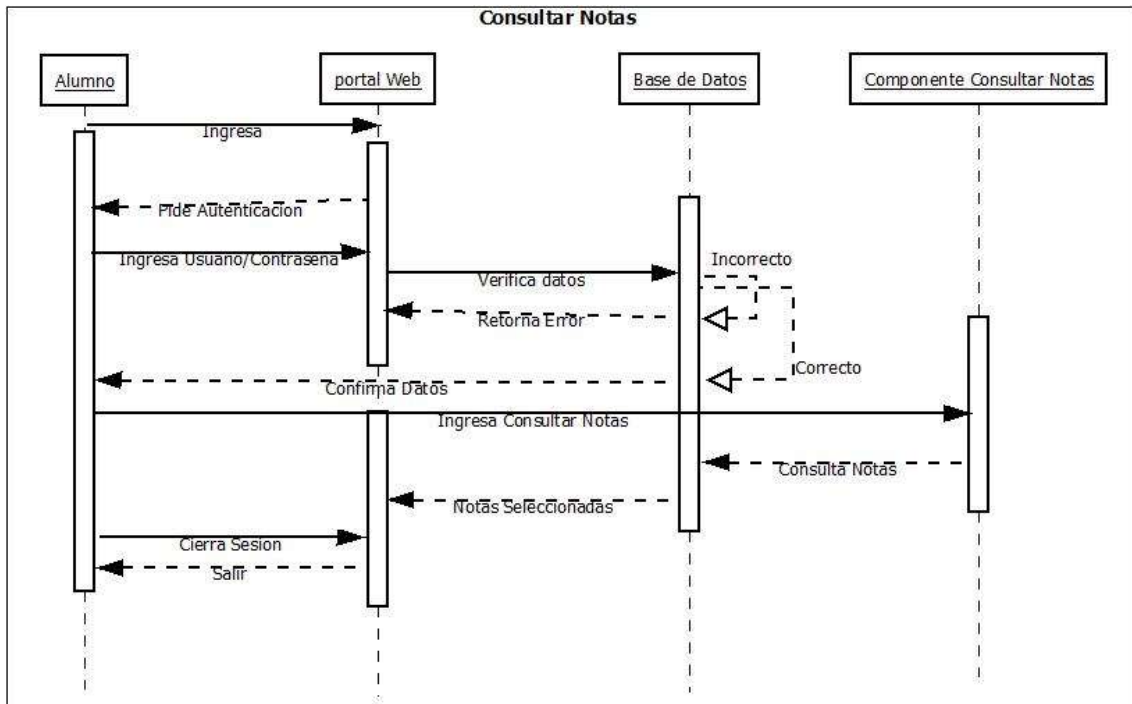 Consultar Notas
Alumno
portal Web
Base de Datos
Componente Consultar Notas
Ingresa
Pide Autenticacion
Ingresa Usuario/Contrasena
Incorrecto
Verifica datos
Retorna Error
Correcto
Confirma Datos
Ingresa Consultar Notas
Consulta Notas
Notas Seleccionadas
Cierra Sesion
Salir